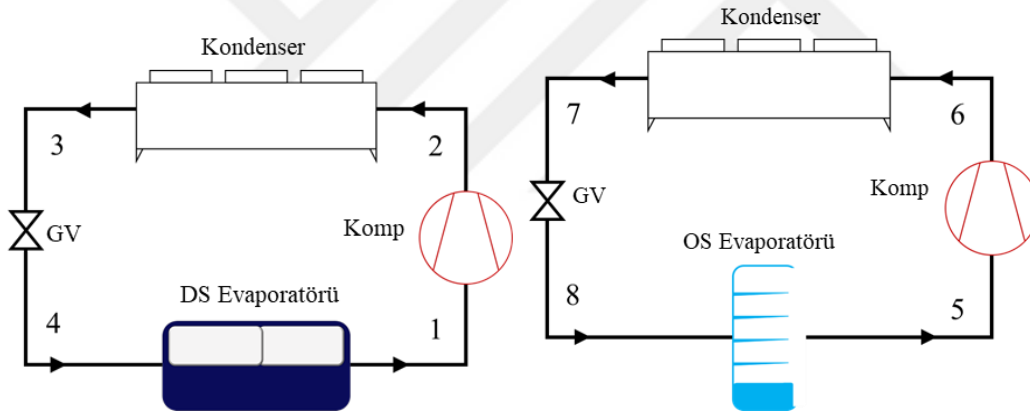 Kondenser
3
2
GV
Komp
DS Evaporatörü
4
1
Kondenser
7
6
GV
Komp
OS Evaporatörü
8
5